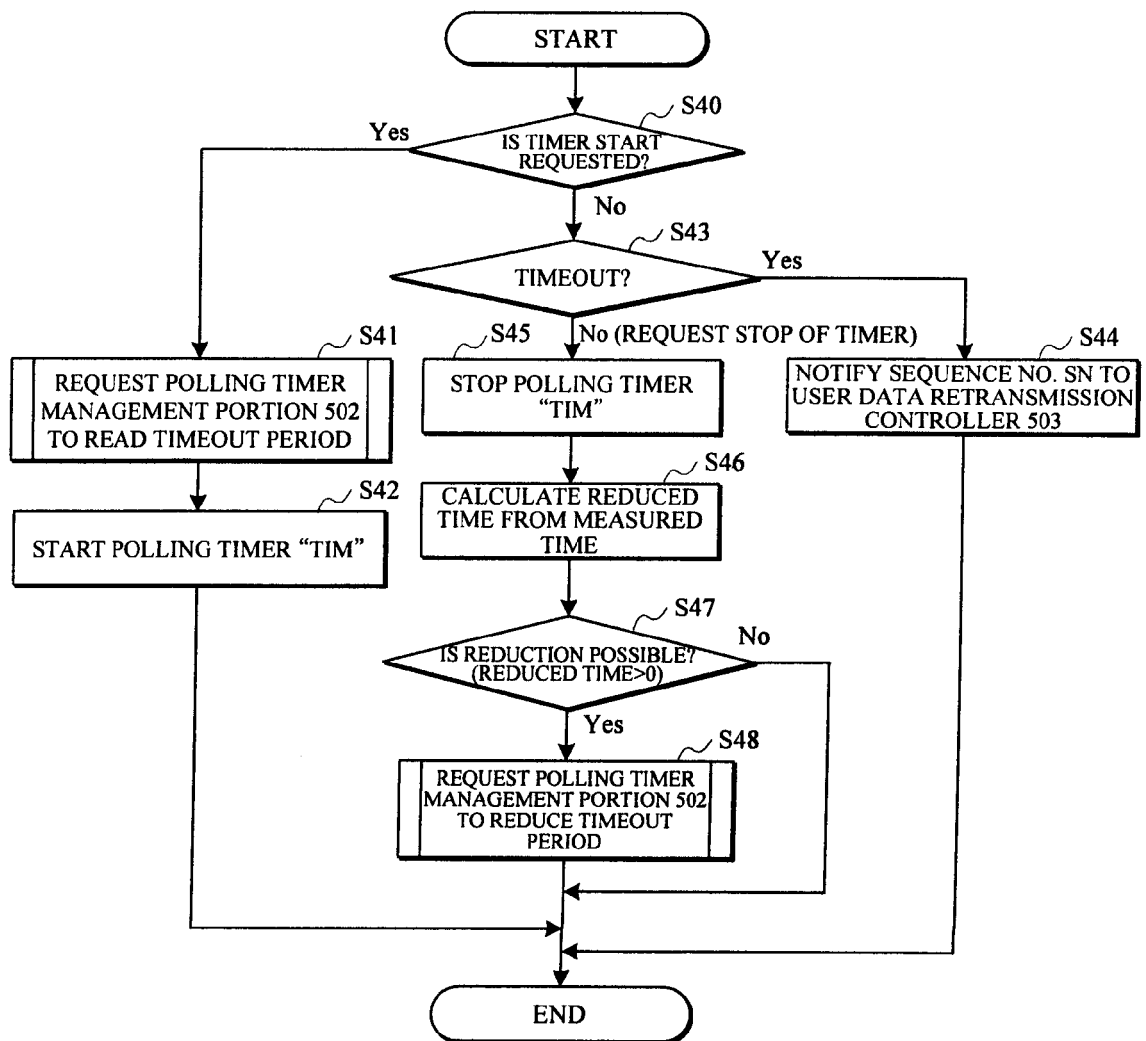 START
S40
Yes
IS TIMER START
REQUESTED?
No
S43
Yes
TIMEOUT?
S41
S45
No (REQUEST STOP OF TIMER)
S44
REQUEST POLLING TIMER
MANAGEMENT PORTION 502
TO READ TIMEOUT PERIOD
STOP POLLING TIMER
“TIM”
NOTIFY SEQUENCE NO. SN TO
USER DATA RETRANSMISSION
CONTROLLER 503
S42
START POLLING TIMER “TIM”
S46
CALCULATE REDUCED
TIME FROM MEASURED
TIME
S47
No
IS REDUCTION POSSIBLE?
(REDUCED TIME>0)
Yes
S48
REQUEST POLLING TIMER
MANAGEMENT PORTION 502
TO REDUCE TIMEOUT
PERIOD
END